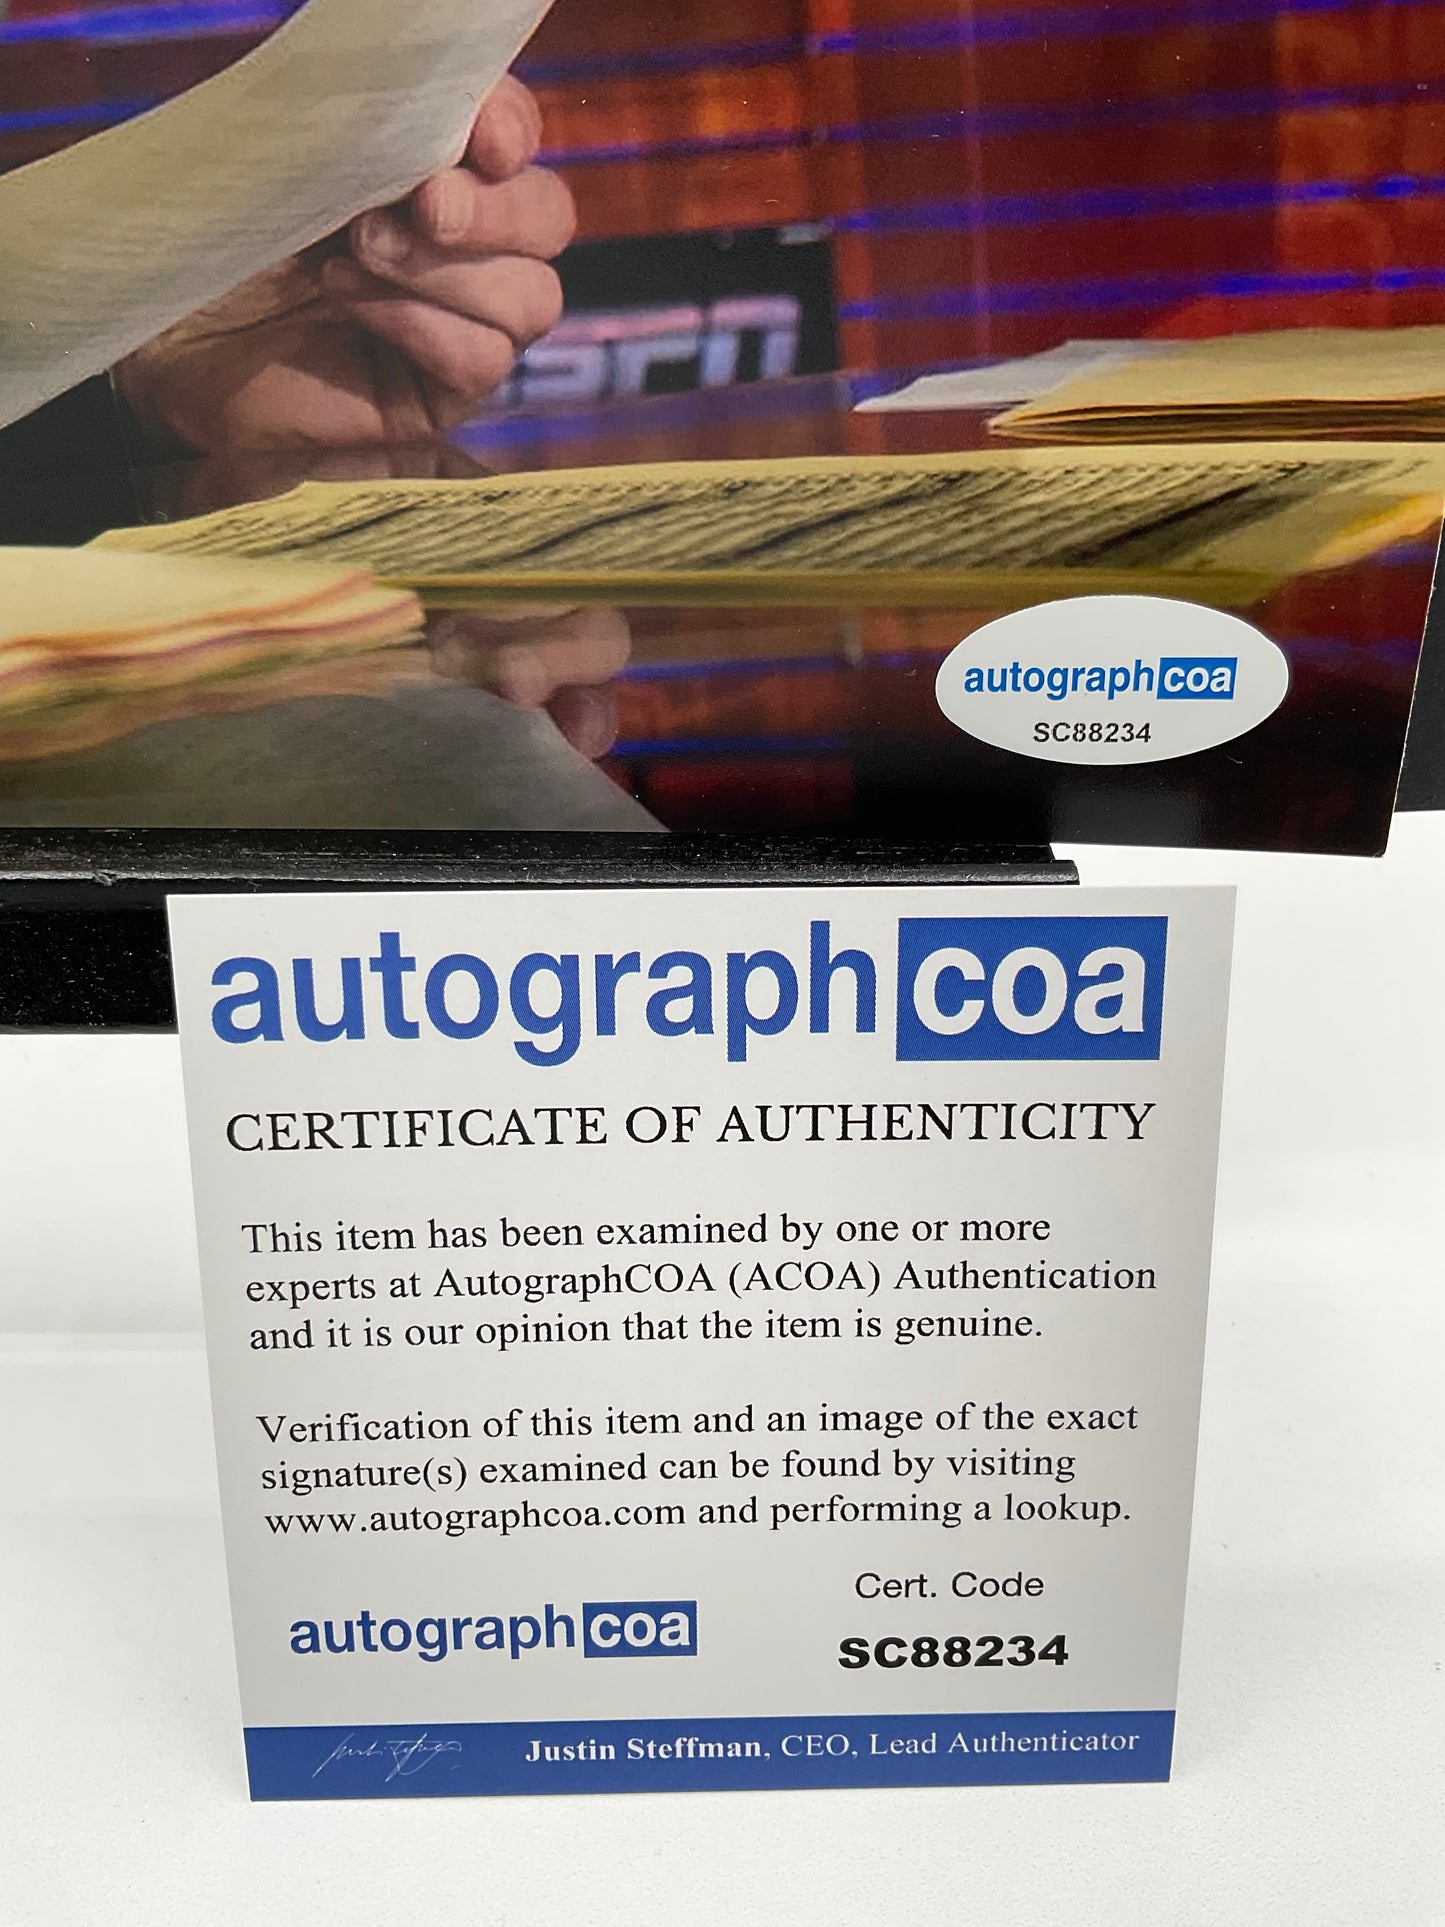 ESPN
autographcoa
SC88234
autographcoa
CERTIFICATE OF AUTHENTICITY
This item has been examined by one or more
experts at AutographCOA (ACOA) Authentication
and it is our opinion that the item is genuine.
Verification of this item and an image of the exact
signature(s) examined can be found by visiting
www.autographcoa.com and performing a lookup.
Cert. Code
autographcoa
SC88234
Justin Steffman, CEO, Lead Authenticator